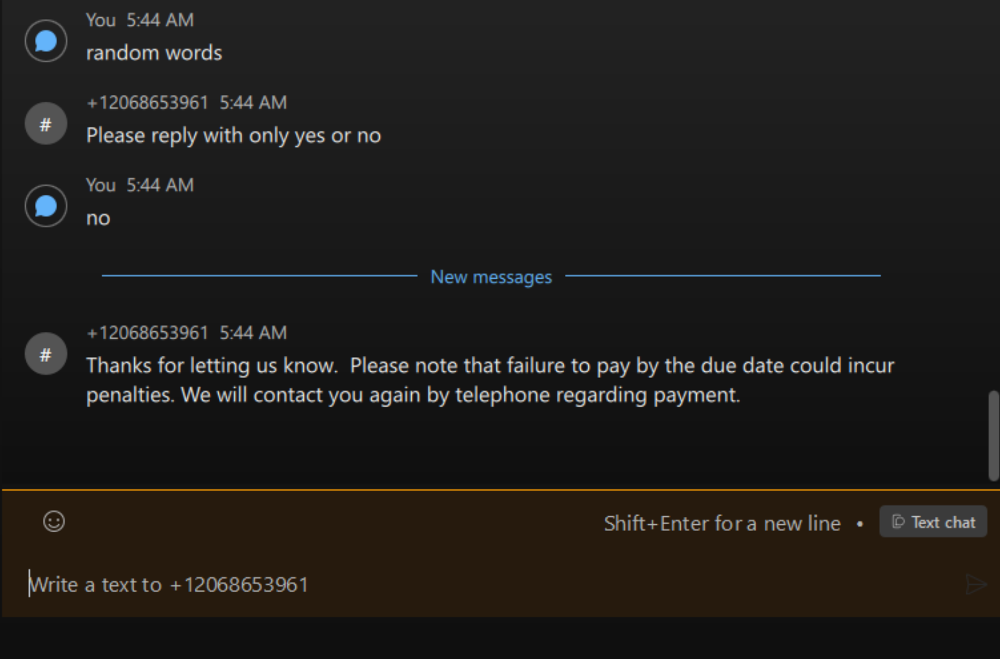 You 5:44 AM
random words
+12068653961 5:44 AM
#
Please reply with only yes or no
You 5:44 AM
no
New messages
+12068653961 5:44 AM
#
Thanks for letting us know.  Please note that failure to pay by the due date could incur
penalties. We will contact you again by telephone regarding payment.
Shift+Enter for a new line • Text chat
Write a text to +12068653961